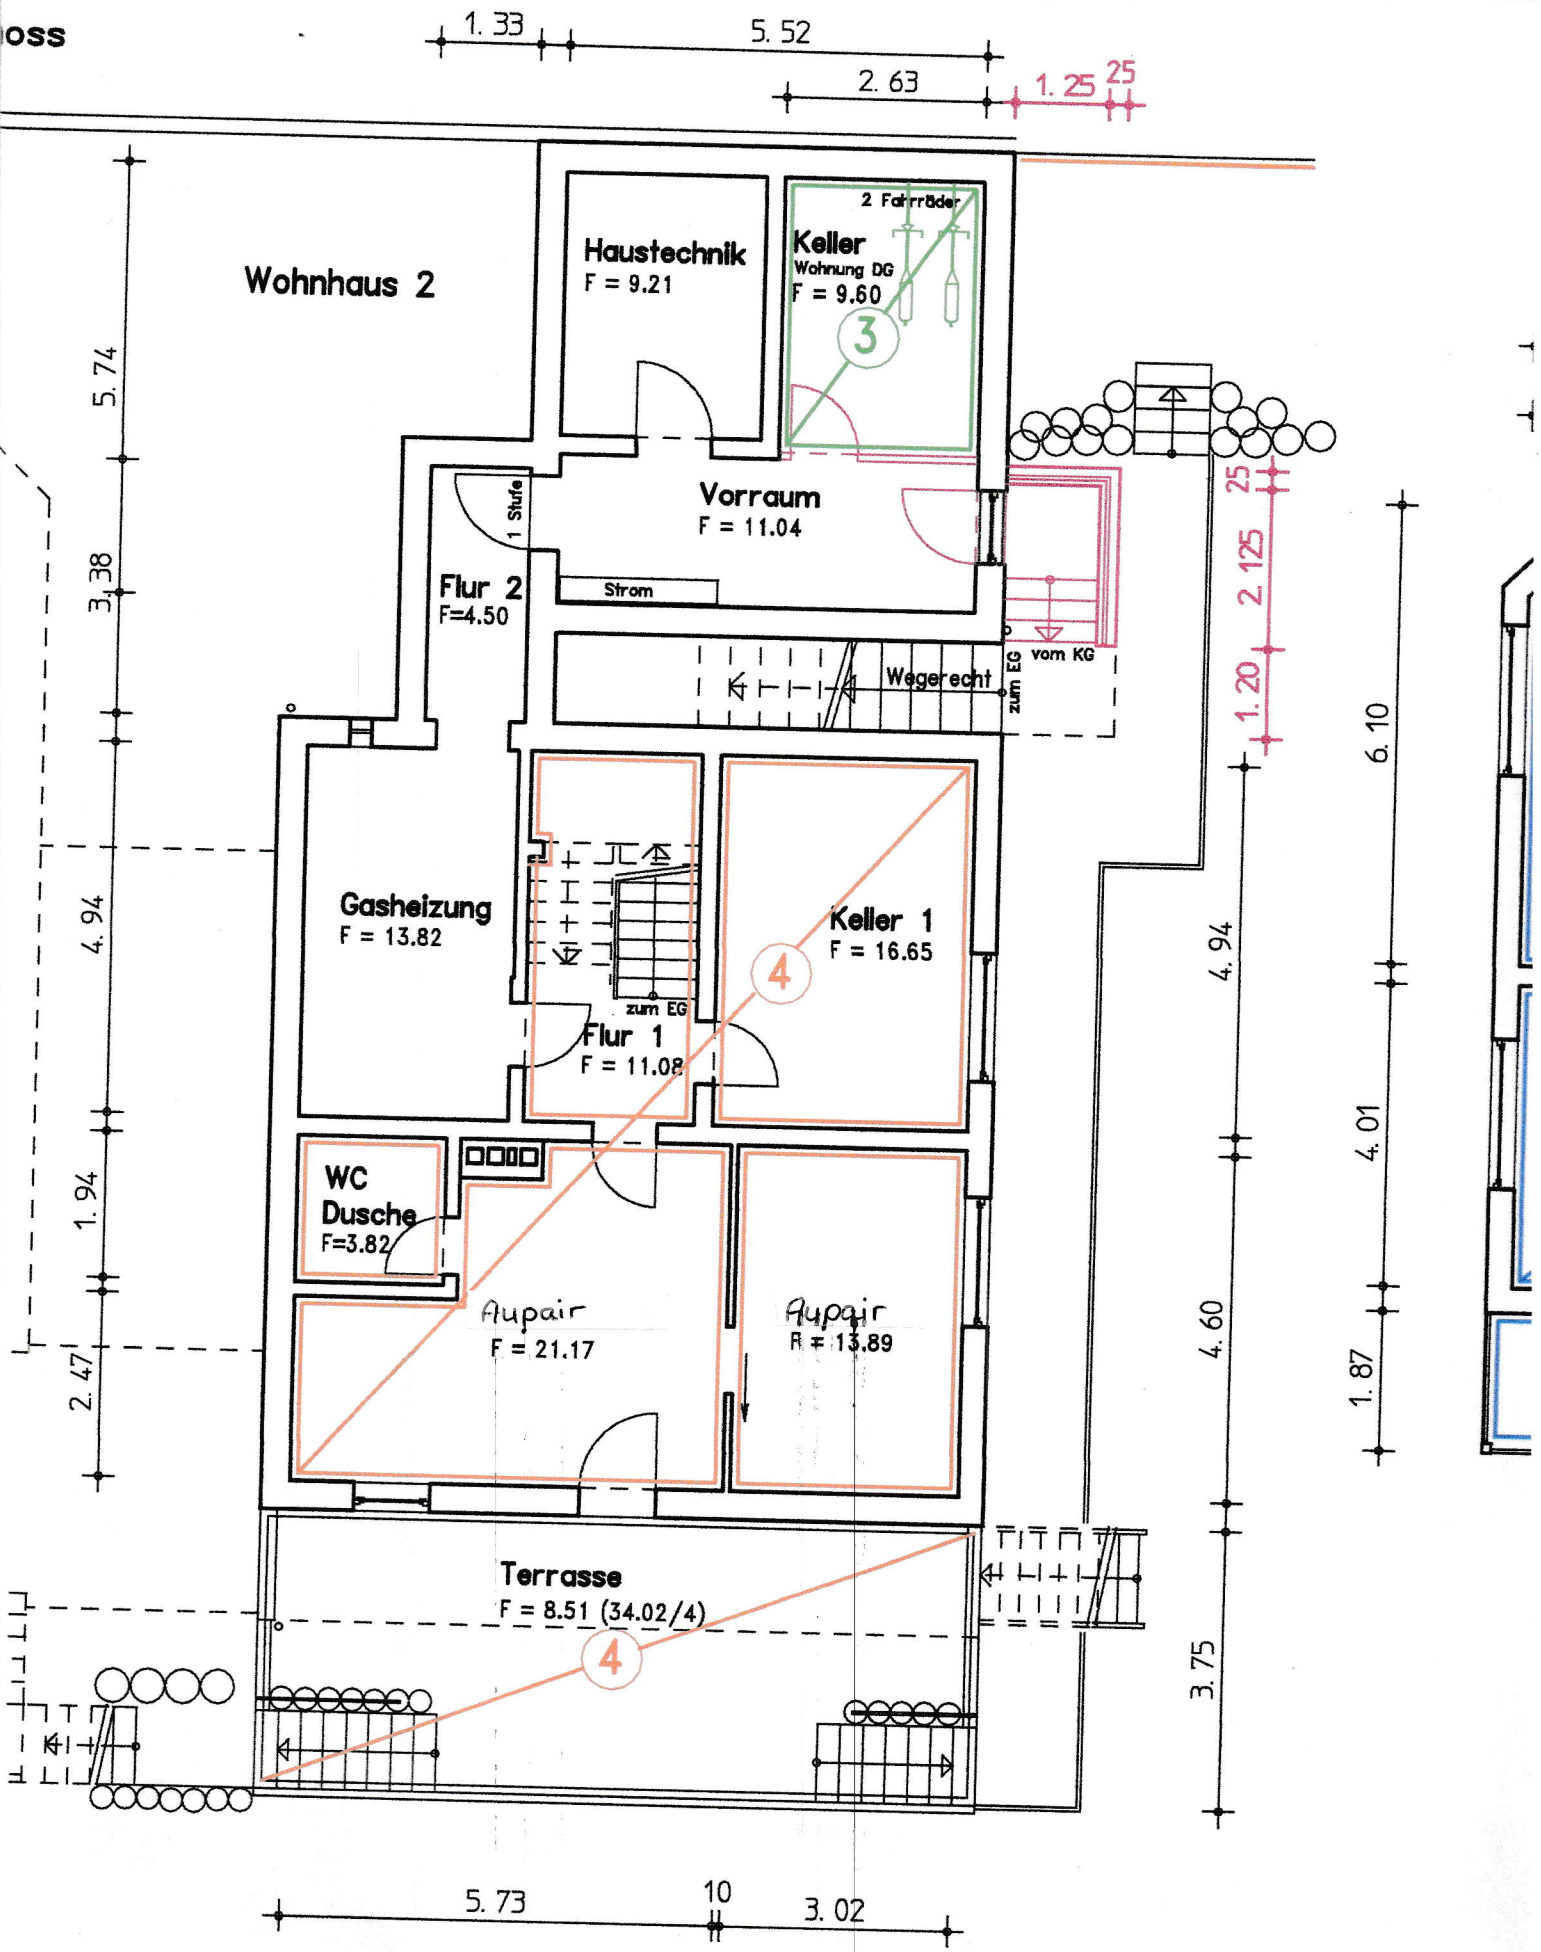 oss
1. 33
5. 52
2. 63
1. 25
25
2 Fahrräder
Haustechnik
F = 9.21
Keller
Wohnung DG
F = 9.60
3
Wohnhaus 2
5. 74
Vorraum
F = 11.04
1 Stufe
25
2. 125
3. 38
Flur 2
F=4.50
Strom
vom KG
zum EG
Wegerecht
1. 20
6. 10
Gasheizung
F = 13.82
Keller 1
F = 16.65
4
4. 94
4. 94
zum EG
Flur 1
F = 11.08
4. 01
WC
Dusche
F=3.82
1. 94
Aupair
F = 21.17
Aupair
F = 13.89
4. 60
2. 47
1. 87
Terrasse
F = 8.51 (34.02/4)
4
3. 75
5. 73
10
3. 02